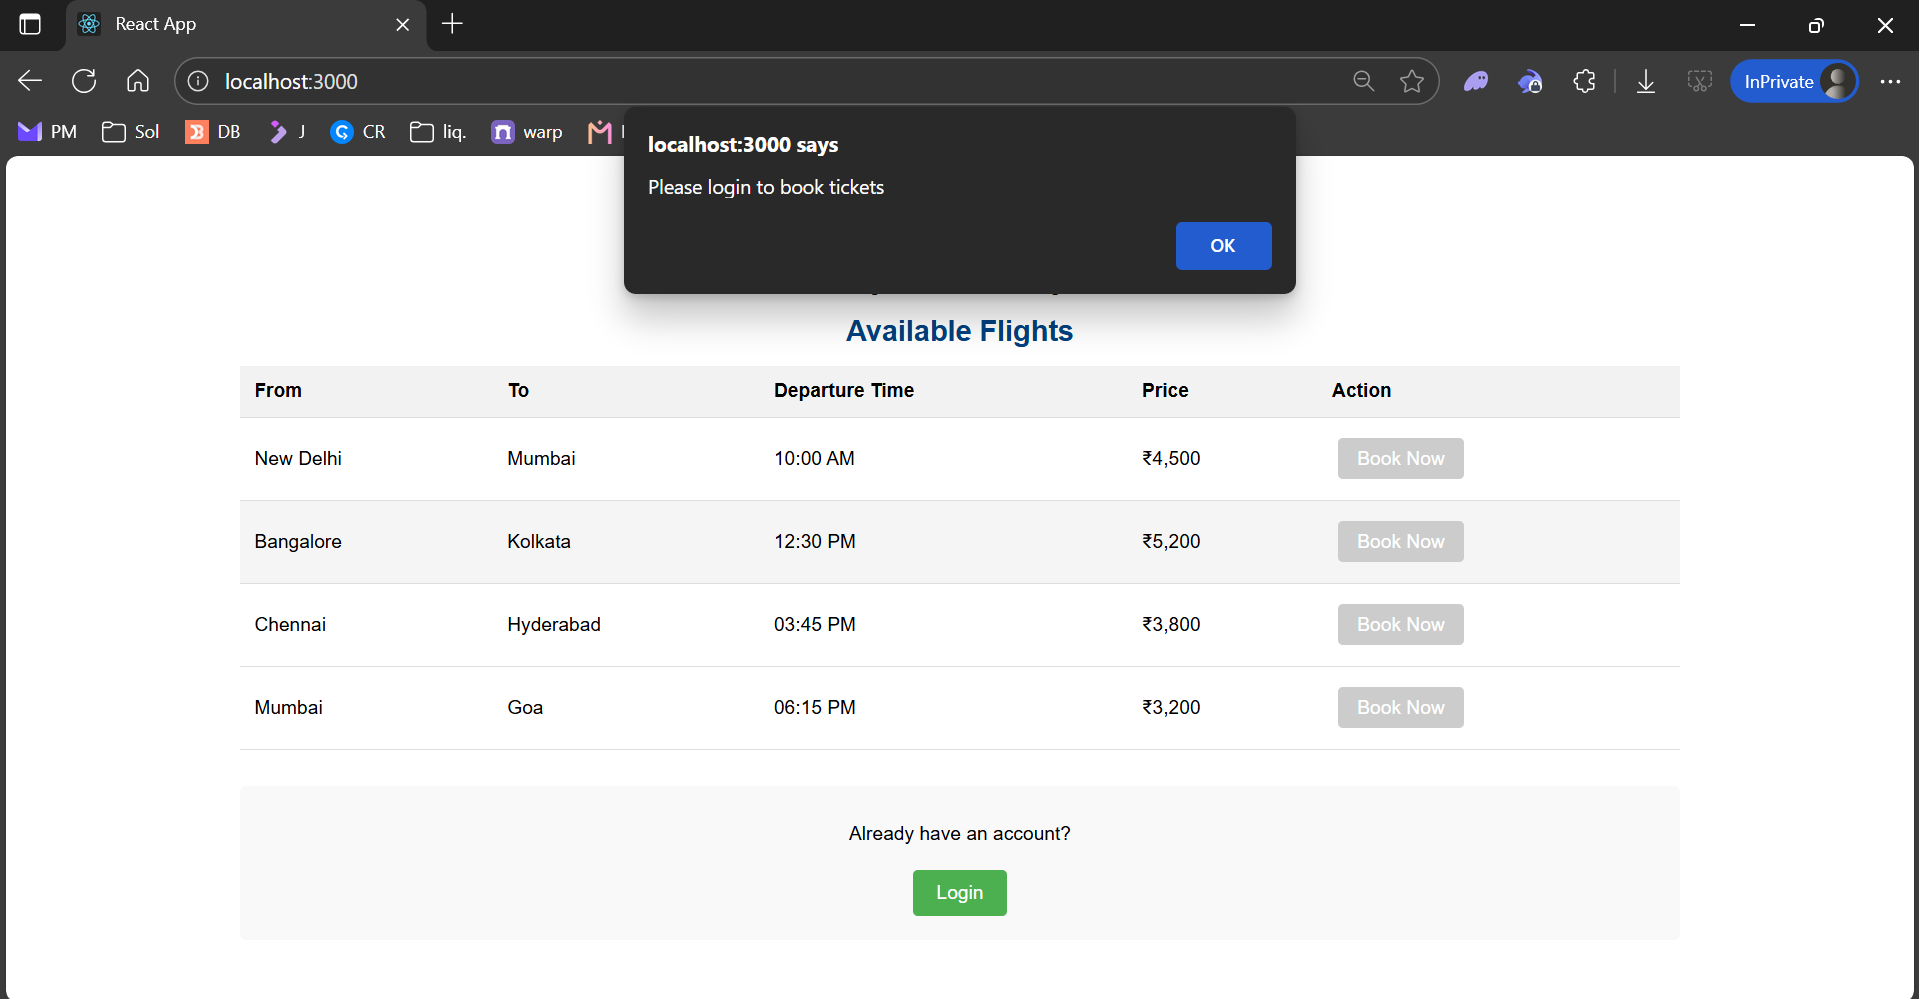 React App
localhost:3000
InPrivate
PM Sol DB J CR liq. warp
localhost:3000 says
Please login to book tickets
OK
Available Flights
From To Departure Time Price Action
New Delhi Mumbai 10:00 AM ₹4,500 Book Now
Bangalore Kolkata 12:30 PM ₹5,200 Book Now
Chennai Hyderabad 03:45 PM ₹3,800 Book Now
Mumbai Goa 06:15 PM ₹3,200 Book Now
Already have an account?
Login